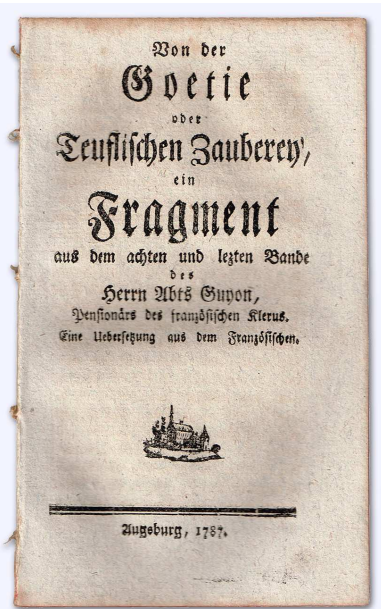 Von der
Goetie
oder
Teuflischen Zauberey,
ein
Fragment
aus dem achten und lezten Bande
des
Herrn Abts Guyon,
Pensionärs des französischen Klerus.
Eine Uebersetzung aus dem Französischen.
Augsburg, 1787.